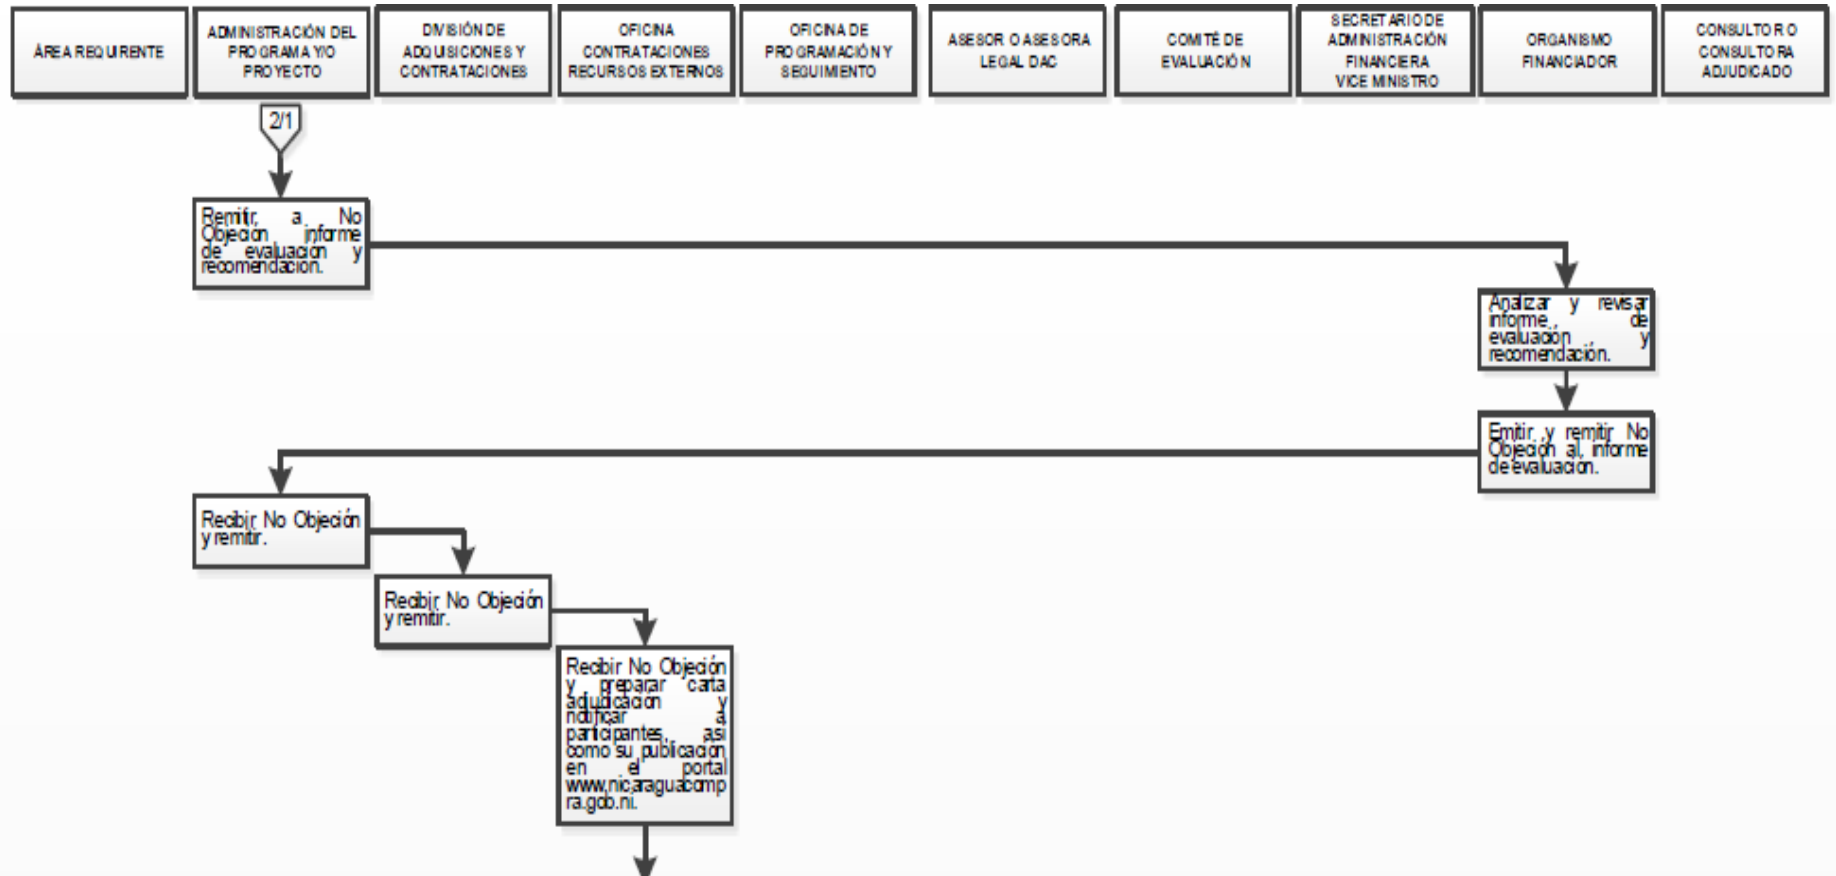 ÁREA REQUIRENTE
ADMINISTRACIÓN DEL
PROGRAMA Y/O
PROYECTO
DIVISIÓN DE
ADQUISICIONES Y
CONTRATACIONES
OFICINA
CONTRATACIONES
RECURSOS EXTERNOS
OFICINA DE
PROGRAMACIÓN Y
SEGUIMIENTO
ASESOR O ASESORA
LEGAL DAC
COMITÉ DE
EVALUACIÓN
SECRETARIO DE
ADMINISTRACIÓN
FINANCIERA
VICE MINISTRO
ORGANISMO
FINANCIADOR
CONSULTOR O
CONSULTORA
ADJUDICADO
2/1
Remitir, a No
Objeción informe
de evaluación y
recomendación.
Analizar y revisar
informe, de
evaluación y
recomendación.
Emitir y remitir No
Objeción al informe
de evaluación.
Recibir No Objeción
y remitir.
Recibir No Objeción
y remitir.
Recibir No Objeción
y preparar carta
adjudicación y
notificar a
participantes, asi
como su publicación
en el portal
www.nicaraguacomp
ra.gob.ni.